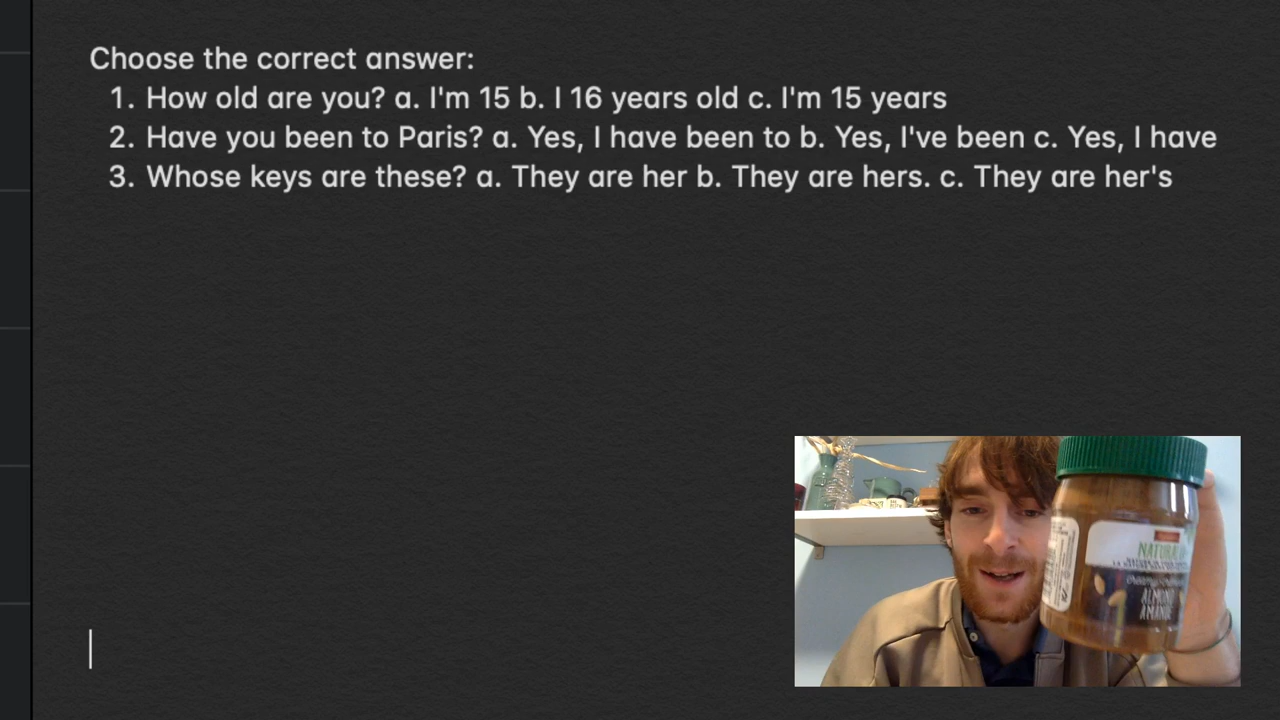 Choose the correct answer:
1. How old are you? a. I'm 15 b. I 16 years old c. I'm 15 years
2. Have you been to Paris? a. Yes, I have been to b. Yes, I've been c. Yes, I have
3. Whose keys are these? a. They are her b. They are hers. c. They are her's
ALMOND
AMANDE